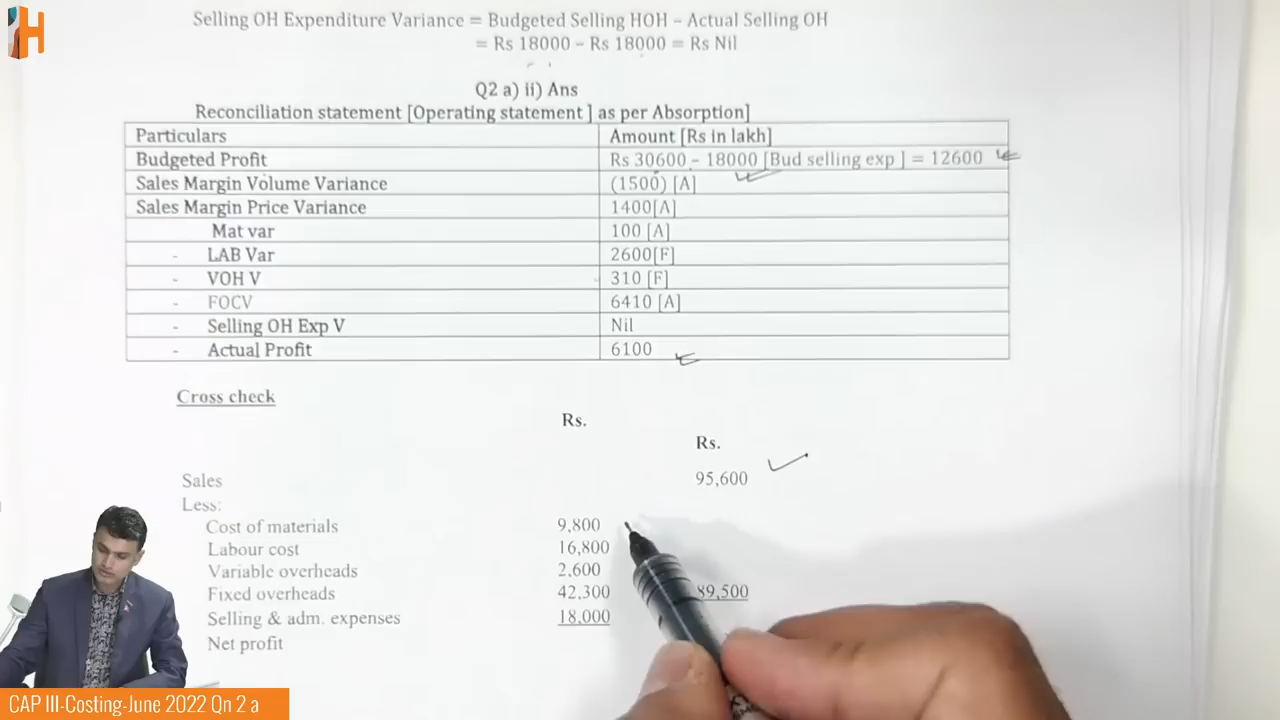 H
Selling OH Expenditure Variance = Budgeted Selling HOH – Actual Selling OH
= Rs 18000 – Rs 18000 = Rs Nil
Q2 a) ii) Ans
Reconciliation statement [Operating statement ] as per Absorption]
Particulars Amount [Rs in lakh]
Budgeted Profit Rs 30600 – 18000 [Bud selling exp ] = 12600
Sales Margin Volume Variance (1500) [A]
Sales Margin Price Variance 1400[A]
Mat var 100 [A]
- LAB Var 2600[F]
- VOH V 310 [F]
- FOCV 6410 [A]
- Selling OH Exp V Nil
- Actual Profit 6100
Cross check
Rs.
Rs.
Sales 95,600
Less:
Cost of materials 9,800
Labour cost 16,800
Variable overheads 2,600
Fixed overheads 42,300 89,500
Selling & adm. expenses 18,000
Net profit
CAP III-Costing-June 2022 Qn 2 a